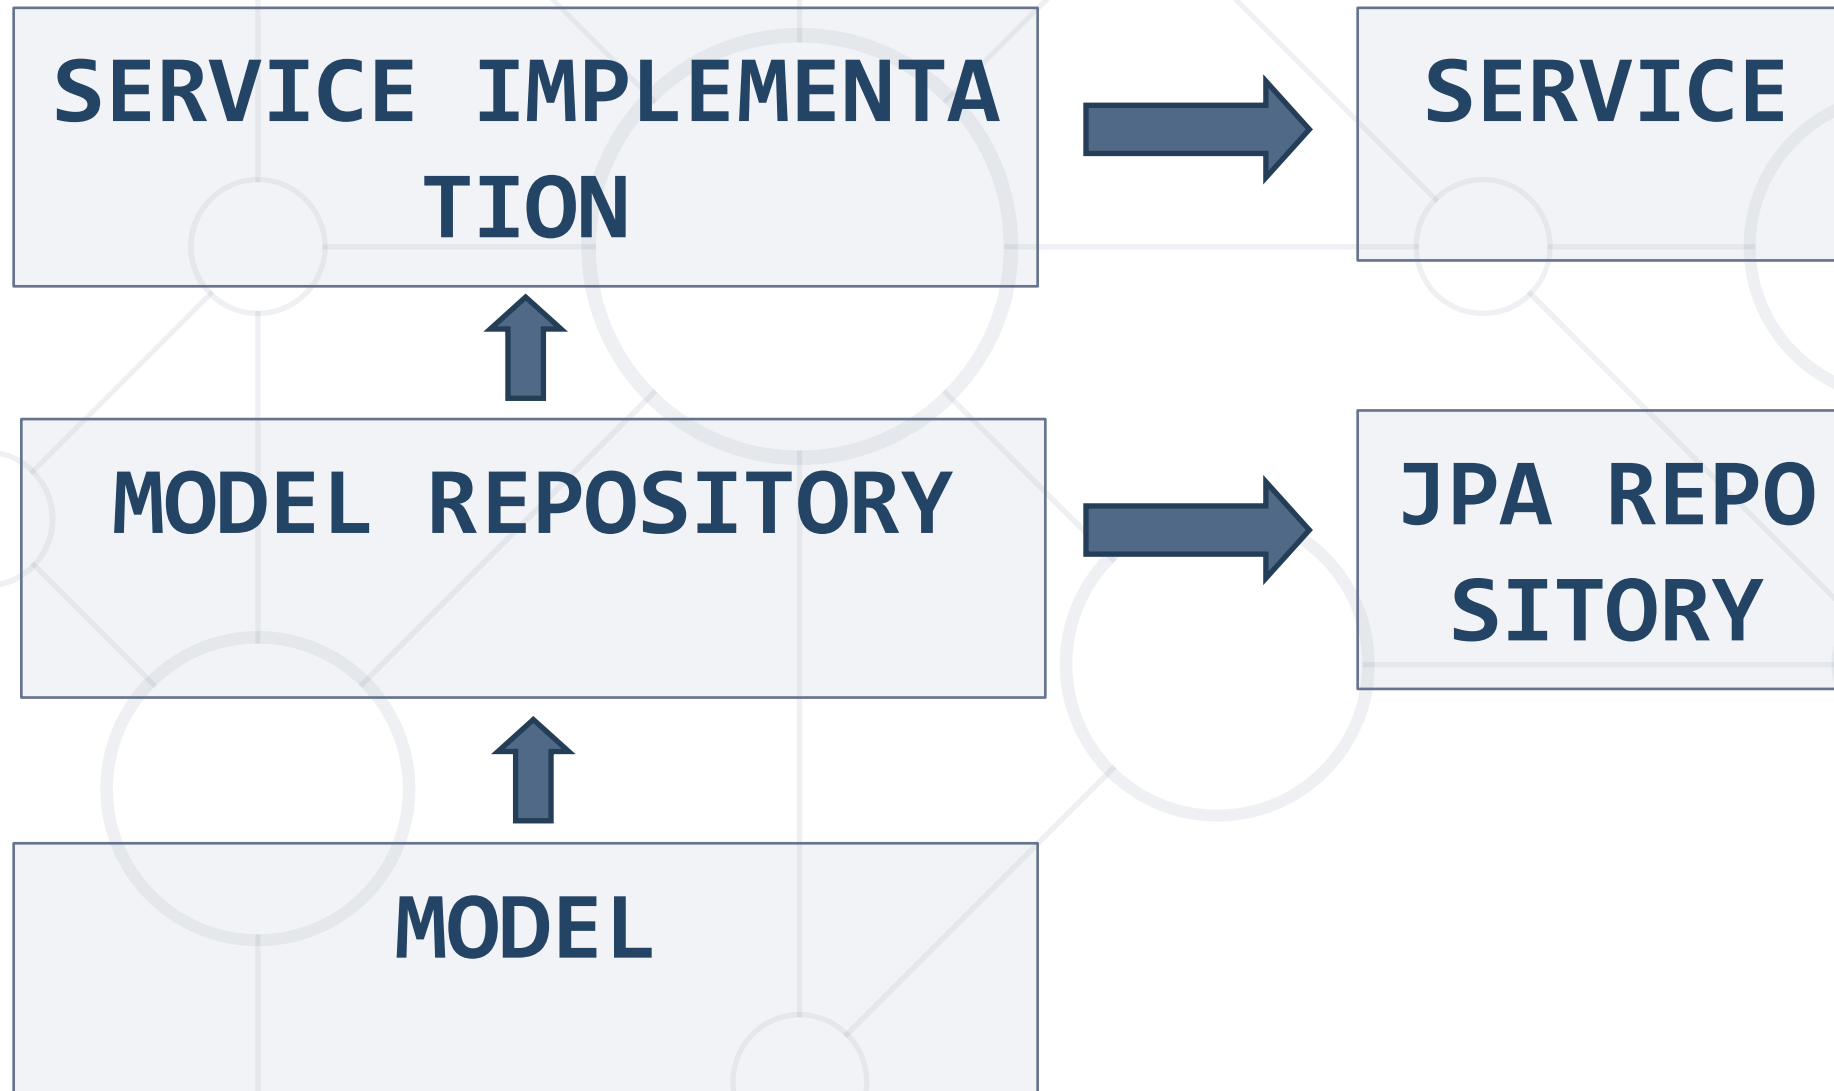 SERVICE IMPLEMENTA
TION
SERVICE
MODEL REPOSITORY
JPA REPO
SITORY
MODEL